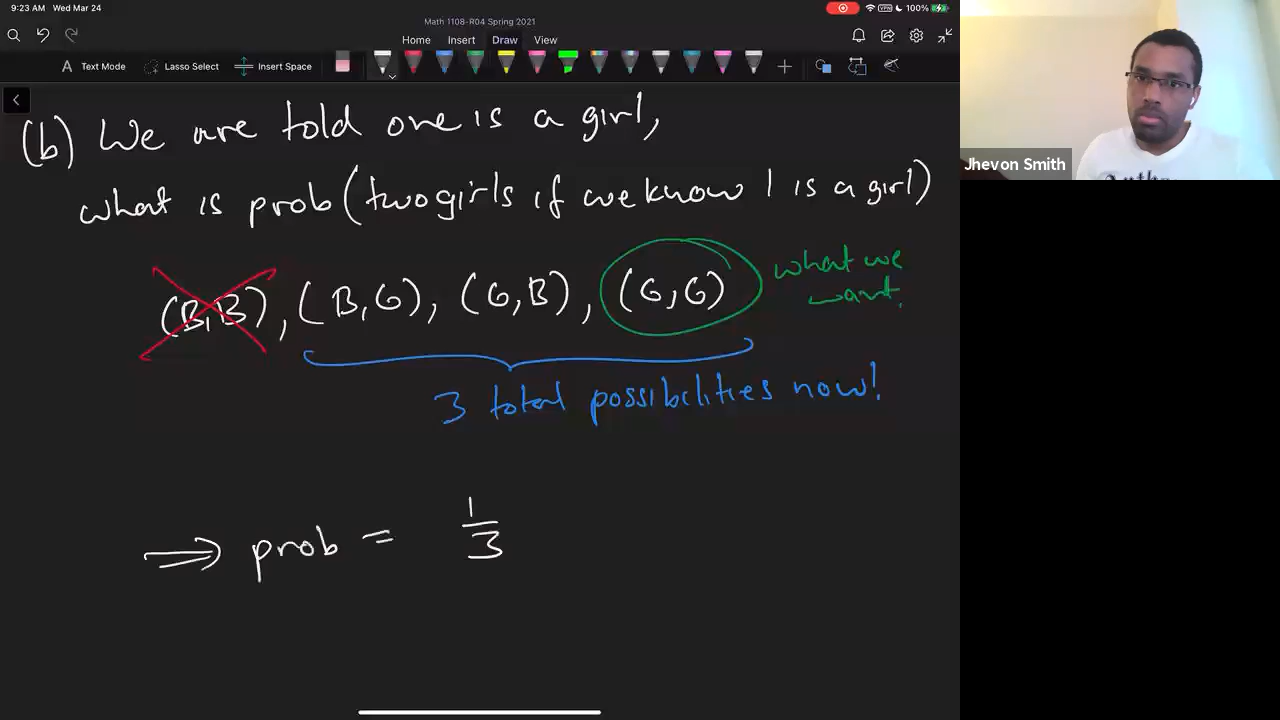 9:23 AM Wed Mar 24
100%
Math 1108-R04 Spring 2021
Home Insert Draw View
Text Mode Lasso Select Insert Space
(b) We are told one is a girl,
what is prob(two girls if we know 1 is a girl)
(B,B), (B,G), (G,B), (G,G) what we
want.
3 total possibilities now!
⟹ prob = 1/3
Jhevon Smith